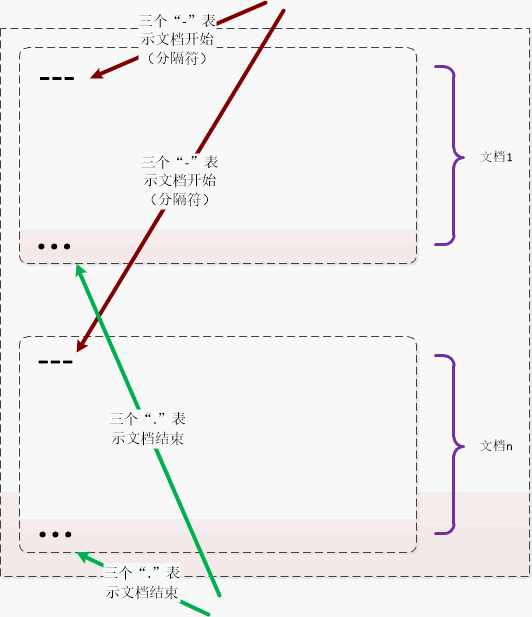 三个“-”表
示文档开始
（分隔符）
---
文档1
三个“-”表
示文档开始
（分隔符）
...
---
三个“.”表
示文档结束
文档n
...
三个“.”表
示文档结束